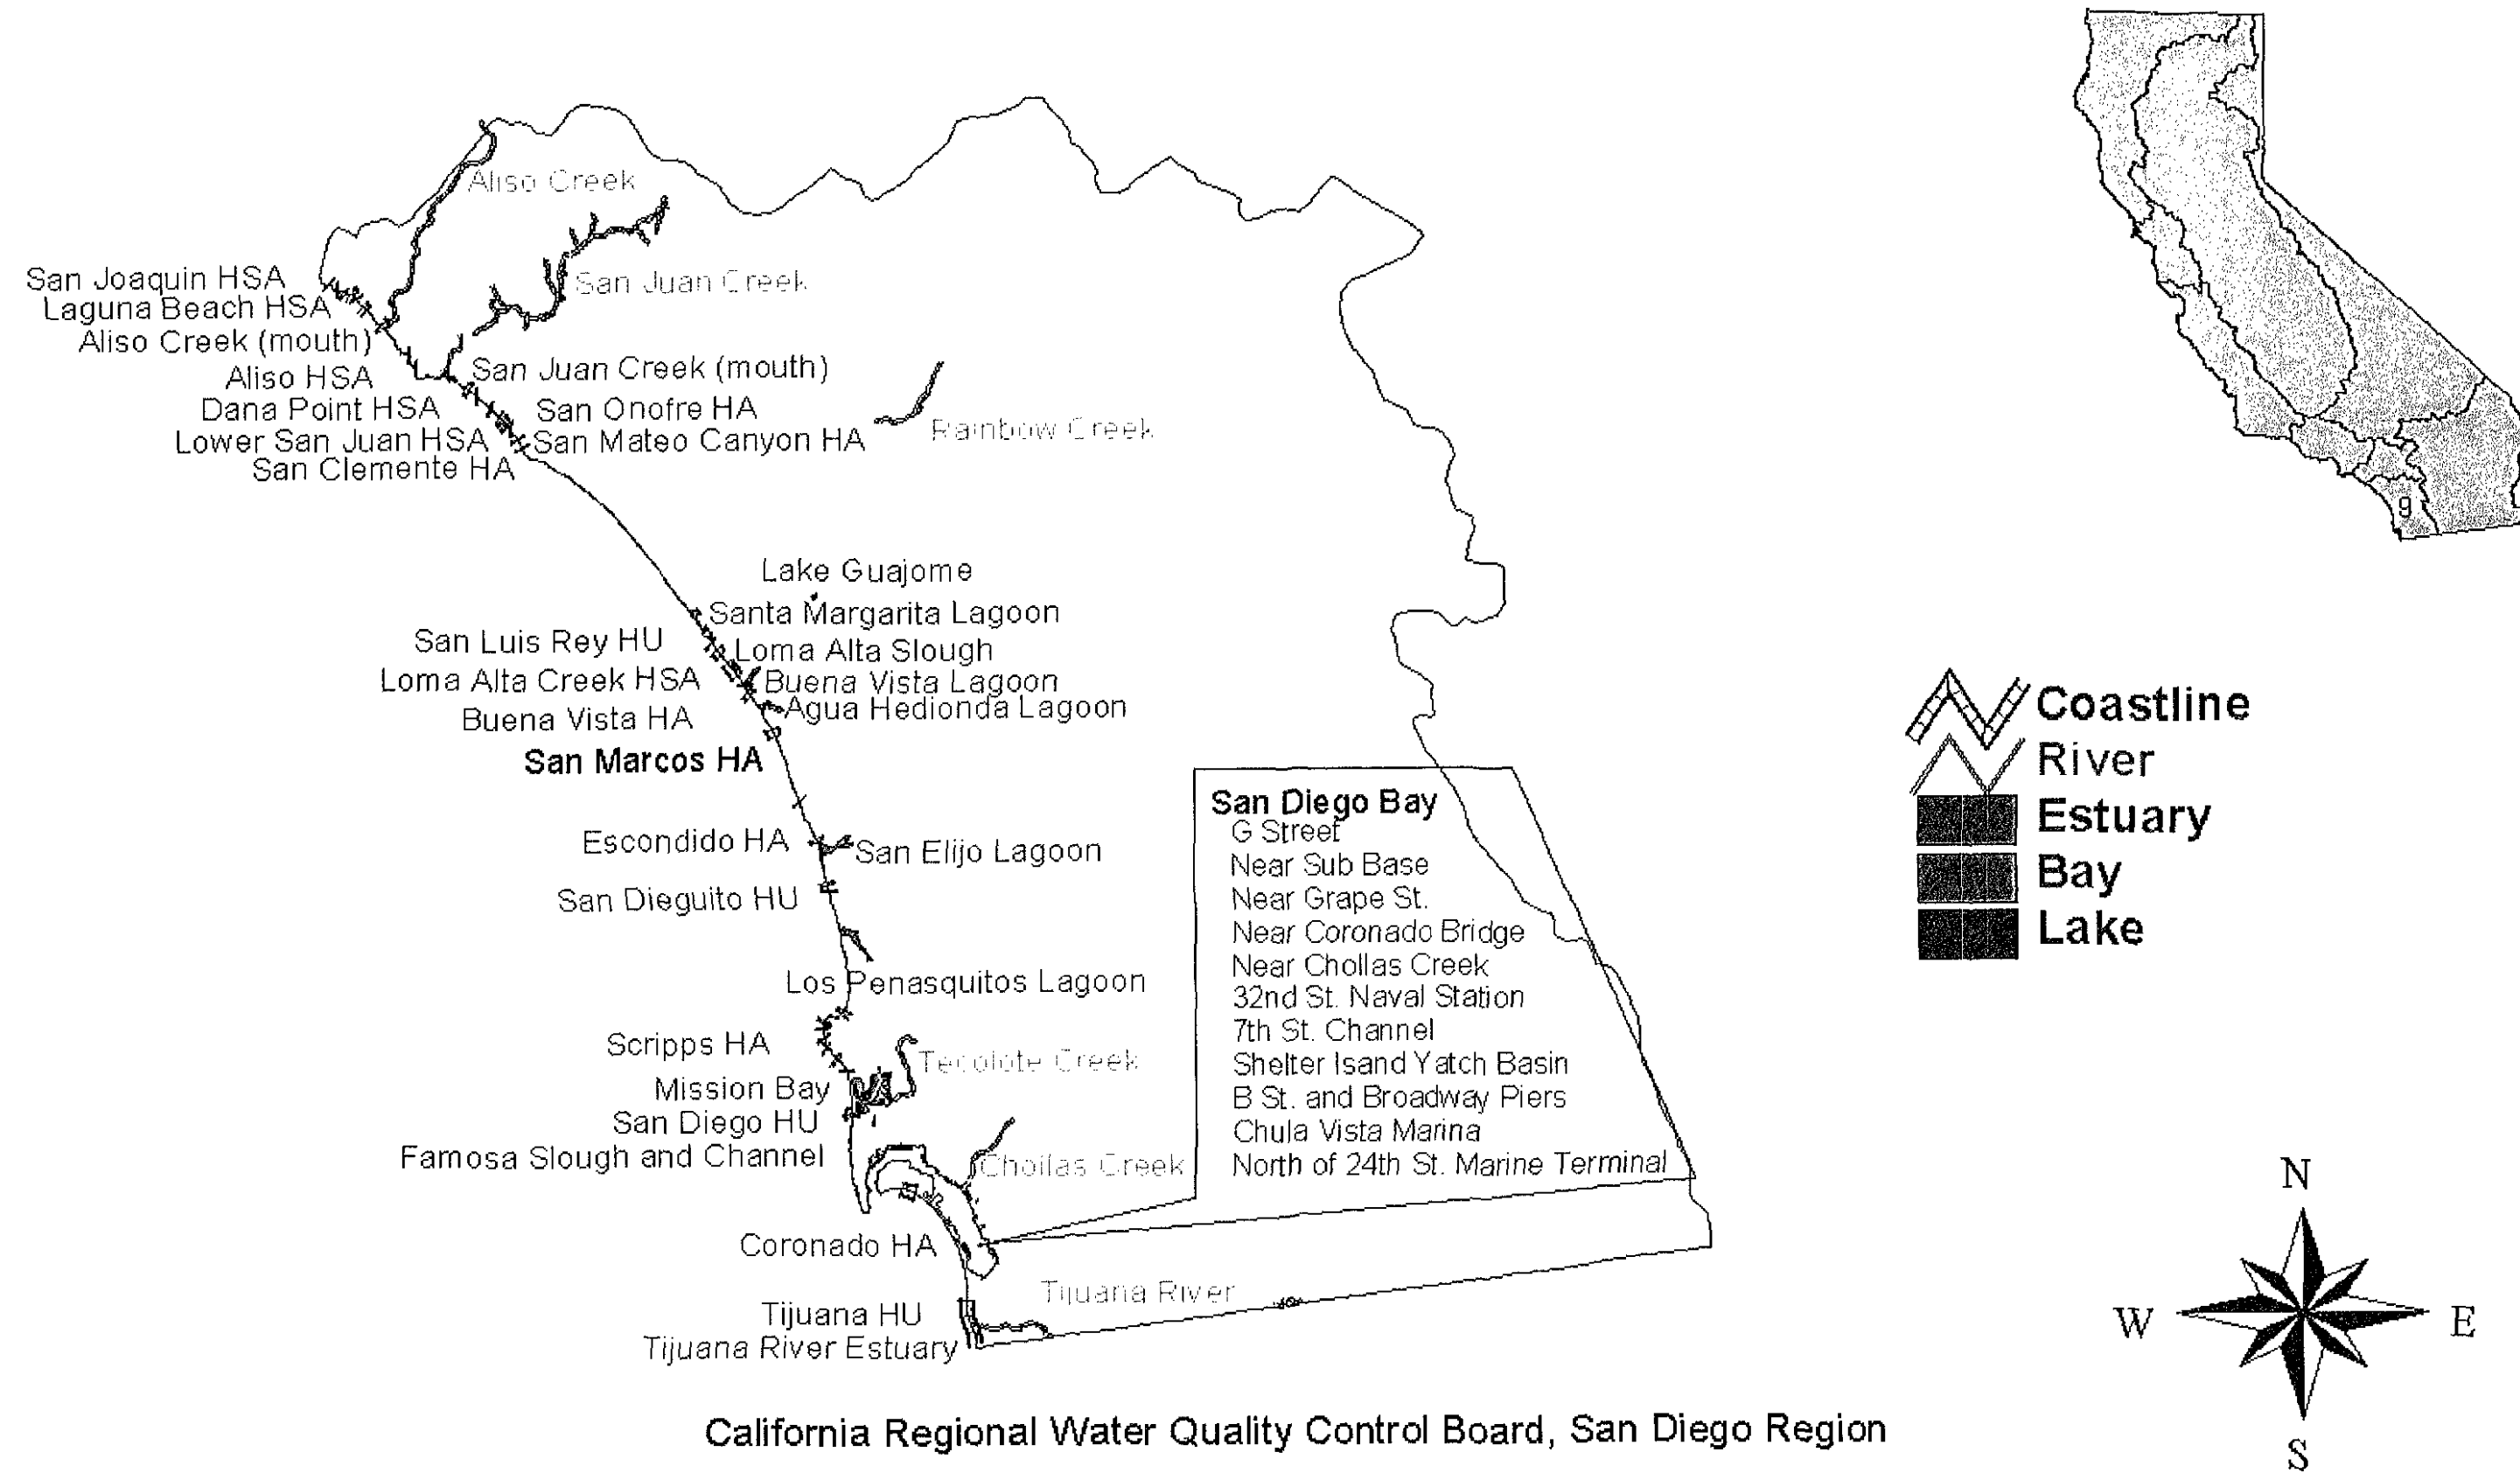 Aliso Creek
San Juan Creek
San Joaquin HSA
Laguna Beach HSA
Aliso Creek (mouth)
Aliso HSA
San Juan Creek (mouth)
Dana Point HSA
San Onofre HA
Lower San Juan HSA
San Mateo Canyon HA
San Clemente HA
Rainbow Creek
9
Lake Guajome
Santa Margarita Lagoon
San Luis Rey HU
Loma Alta Slough
Loma Alta Creek HSA
Buena Vista Lagoon
Agua Hedionda Lagoon
Buena Vista HA
San Marcos HA
Escondido HA
San Elijo Lagoon
San Dieguito HU
Los Penasquitos Lagoon
Scripps HA
Tecolote Creek
Mission Bay
San Diego HU
Famosa Slough and Channel
Chollas Creek
Coronado HA
Tijuana River
Tijuana HU
Tijuana River Estuary
San Diego Bay
G Street
Near Sub Base
Near Grape St.
Near Coronado Bridge
Near Chollas Creek
32nd St. Naval Station
7th St. Channel
Shelter Isand Yatch Basin
B St. and Broadway Piers
Chula Vista Marina
North of 24th St. Marine Terminal
Coastline
River
Estuary
Bay
Lake
N
W
E
S
California Regional Water Quality Control Board, San Diego Region